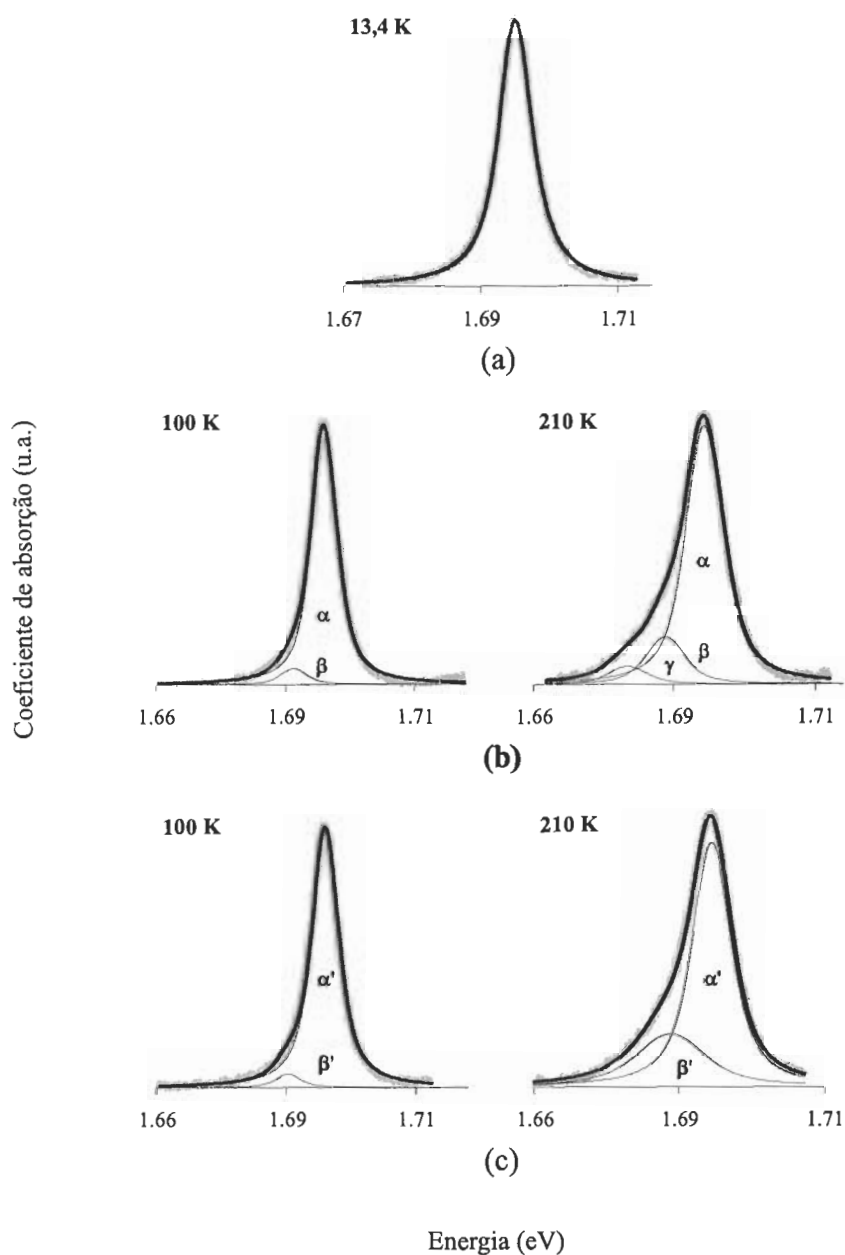 13,4 K
1.67 1.69 1.71
(a)
Coeficiente de absorção (u.a.)
100 K 210 K
α α
β γ β
1.66 1.69 1.71 1.66 1.69 1.71
(b)
100 K 210 K
α' α'
β' β'
1.66 1.69 1.71 1.66 1.69 1.71
(c)
Energia (eV)